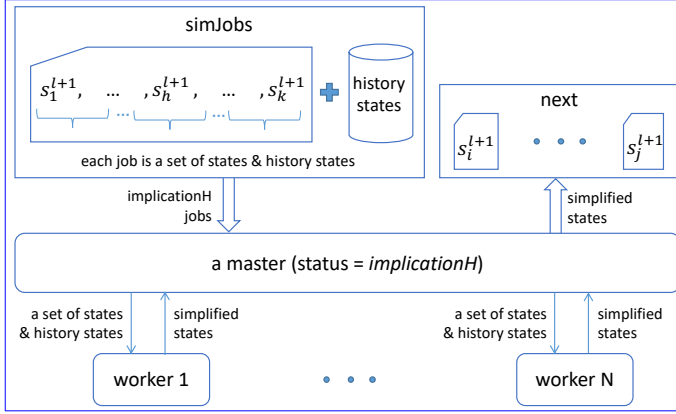 simJobs
s_1^{l+1}, ... , s_h^{l+1}, ... , s_k^{l+1}
... ...
history
states
each job is a set of states & history states
next
s_i^{l+1} • • • s_j^{l+1}
implicationH
jobs
simplified
states
a master (status = implicationH)
a set of states
& history states
simplified
states
a set of states
& history states
simplified
states
worker 1
• • •
worker N